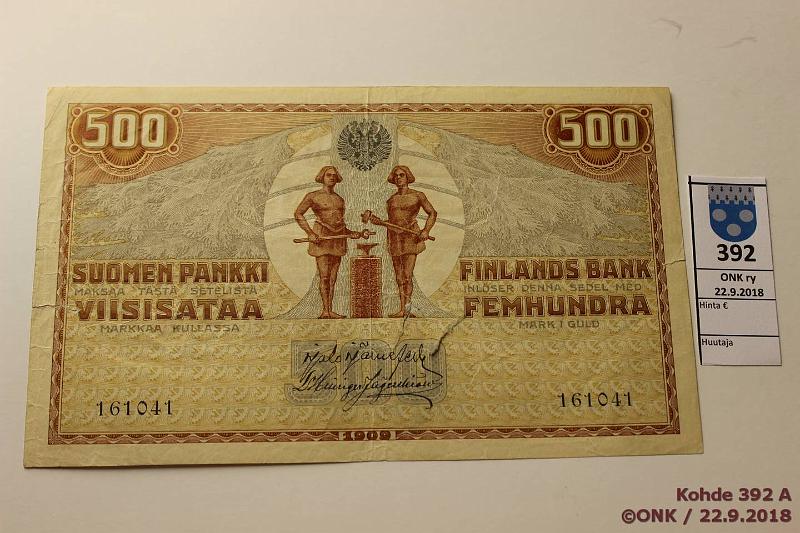 500
500
SUOMEN PANKKI
MAKSAA TÄSTÄ SETELISTÄ
VIISISATAA
MARKKAA KULLASSA
FINLANDS BANK
INLÖSER DENNA SEDEL MED
FEMHUNDRA
MARK I GULD
500
161041
161041
1909
392
ONK ry
22.9.2018
Hinta €
Huutaja
Kohde 392 A
©ONK / 22.9.2018